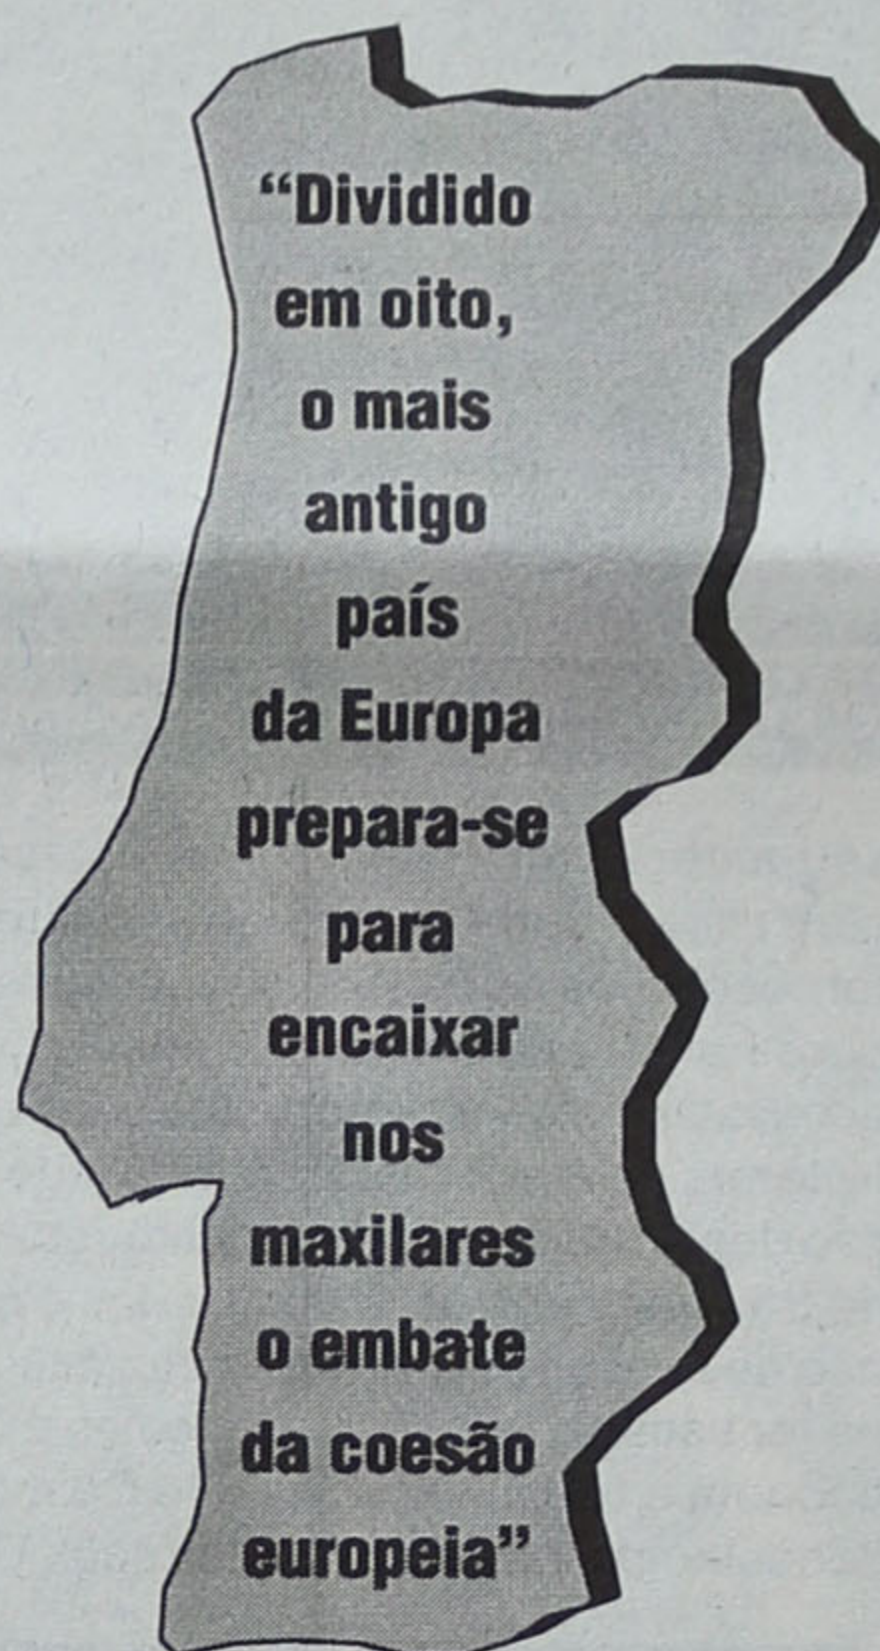 “Dividido
em oito,
o mais
antigo
país
da Europa
prepara-se
para
encaixar
nos
maxilares
o embate
da coesão
europeia”